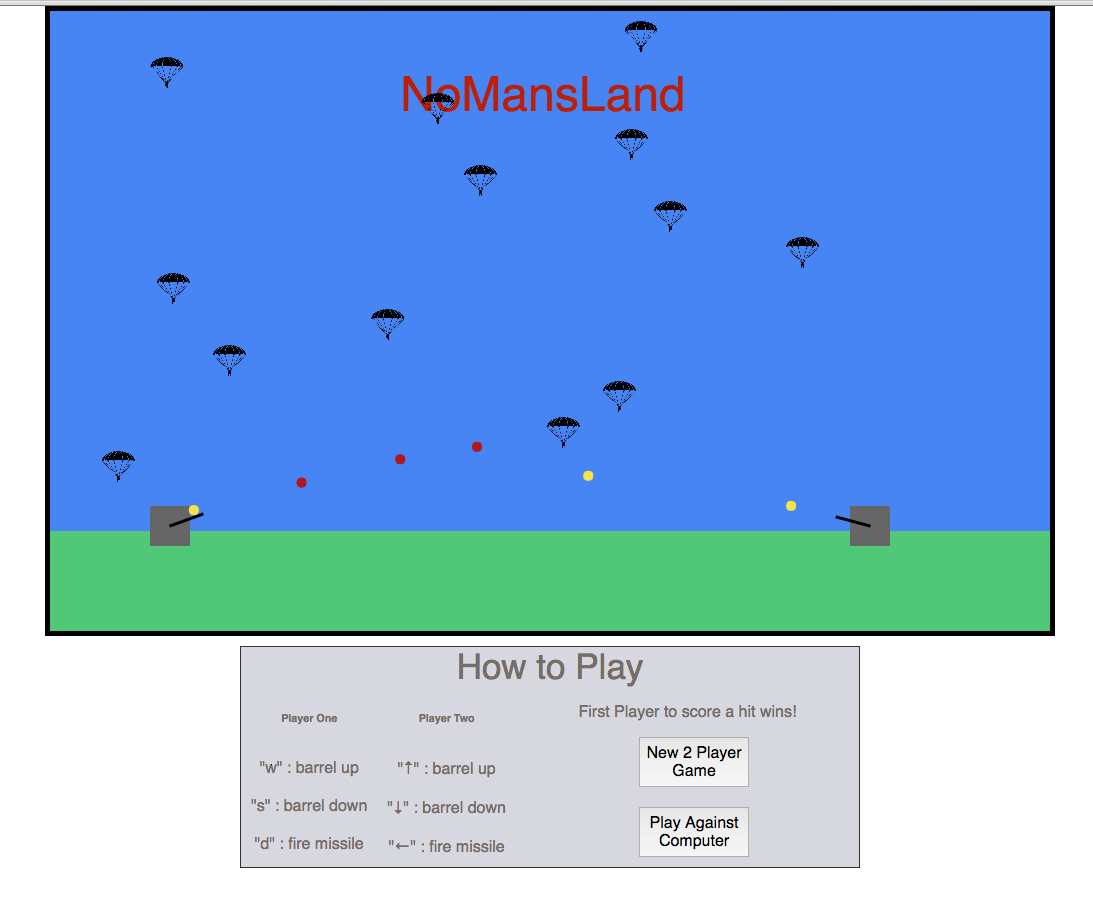 NoMansLand
How to Play
Player One
Player Two
First Player to score a hit wins!
"w" : barrel up
"↑" : barrel up
"s" : barrel down
"↓" : barrel down
"d" : fire missile
"←" : fire missile
New 2 Player
Game
Play Against
Computer